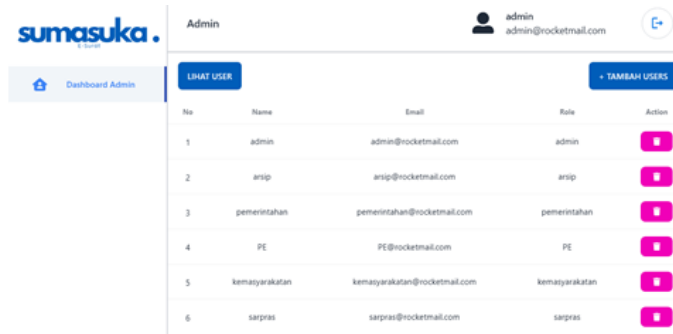 sumasuka.
E-Surat
Dashboard Admin
Admin
admin
admin@rocketmail.com
LIHAT USER
+ TAMBAH USERS
No Name Email Role Action
1 admin admin@rocketmail.com admin
2 arsip arsip@rocketmail.com arsip
3 pemerintahan pemerintahan@rocketmail.com pemerintahan
4 PE PE@rocketmail.com PE
5 kemasyarakatan kemasyarakatan@rocketmail.com kemasyarakatan
6 sarpras sarpras@rocketmail.com sarpras